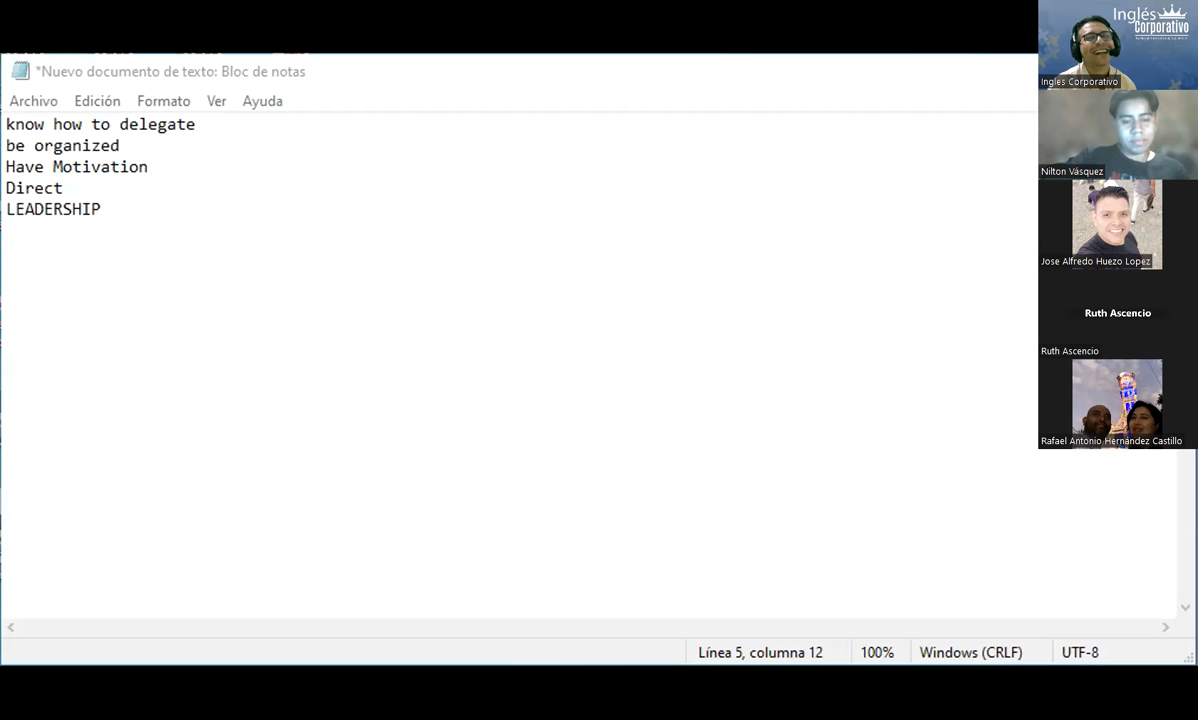 *Nuevo documento de texto: Bloc de notas
Archivo Edición Formato Ver Ayuda
know how to delegate
be organized
Have Motivation
Direct
LEADERSHIP
Línea 5, columna 12 100% Windows (CRLF) UTF-8
Inglés
Corporativo
Inglés Corporativo
Nilton Vásquez
Jose Alfredo Huezo Lopez
Ruth Ascencio
Ruth Ascencio
Rafael Antonio Hernández Castillo